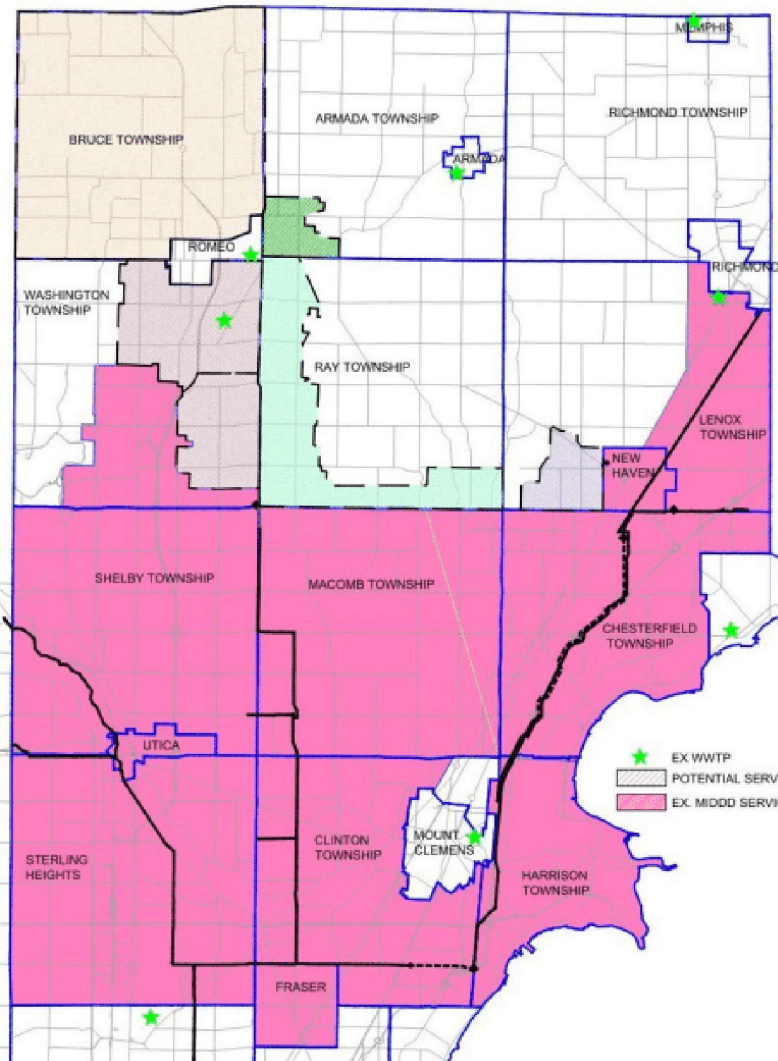 MEMPHIS
ARMADA TOWNSHIP
RICHMOND TOWNSHIP
BRUCE TOWNSHIP
ARMADA
ROMEO
RICHMOND
WASHINGTON
TOWNSHIP
RAY TOWNSHIP
LENOX
TOWNSHIP
NEW
HAVEN
SHELBY TOWNSHIP
MACOMB TOWNSHIP
CHESTERFIELD
TOWNSHIP
UTICA
EX WWTP
POTENTIAL SERV
EX. MIDDD SERVI
CLINTON
TOWNSHIP
MOUNT
CLEMENS
STERLING
HEIGHTS
HARRISON
TOWNSHIP
FRASER